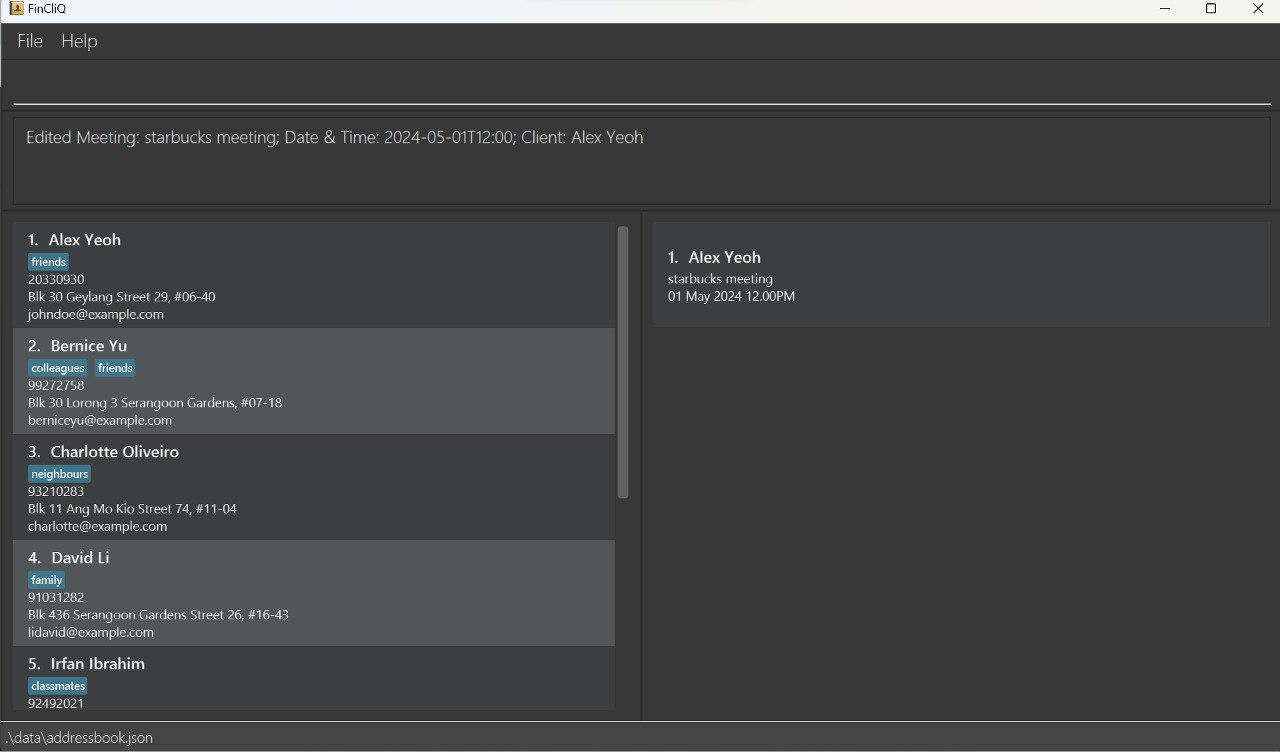 FinCliQ
File Help
Edited Meeting: starbucks meeting; Date & Time: 2024-05-01T12:00; Client: Alex Yeoh
1. Alex Yeoh
friends
20330930
Blk 30 Geylang Street 29, #06-40
johndoe@example.com
2. Bernice Yu
colleagues friends
99272758
Blk 30 Lorong 3 Serangoon Gardens, #07-18
berniceyu@example.com
3. Charlotte Oliveiro
neighbours
93210283
Blk 11 Ang Mo Kio Street 74, #11-04
charlotte@example.com
4. David Li
family
91031282
Blk 436 Serangoon Gardens Street 26, #16-43
lidavid@example.com
5. Irfan Ibrahim
classmates
92492021
1. Alex Yeoh
starbucks meeting
01 May 2024 12.00PM
.\data\addressbook.json